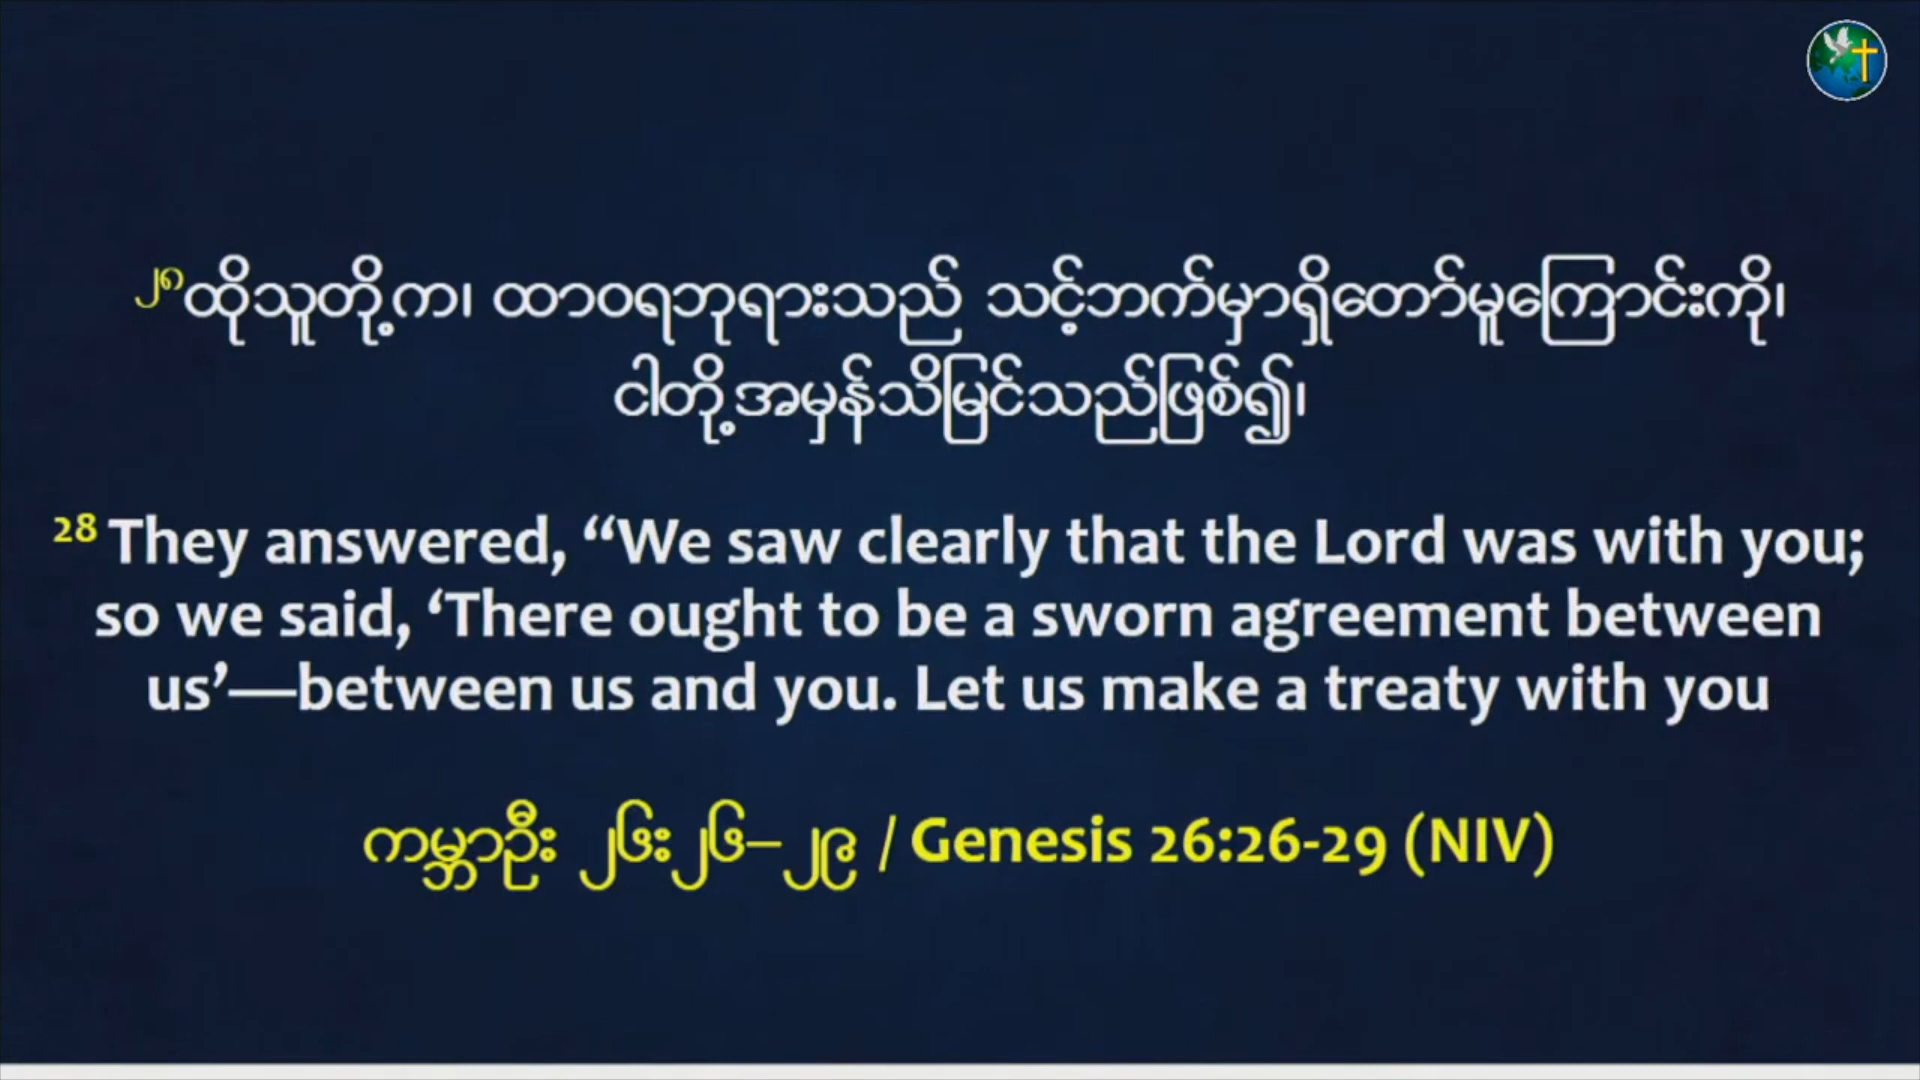 ၂၈ထိုသူတို့က၊ ထာဝရဘုရားသည် သင့်ဘက်မှာရှိတော်မူကြောင်းကို၊
ငါတို့အမှန်သိမြင်သည်ဖြစ်၍၊
28 They answered, “We saw clearly that the Lord was with you;
so we said, ‘There ought to be a sworn agreement between
us’—between us and you. Let us make a treaty with you
ကမ္ဘာဦး ၂၆း၂၆–၂၉ / Genesis 26:26-29 (NIV)